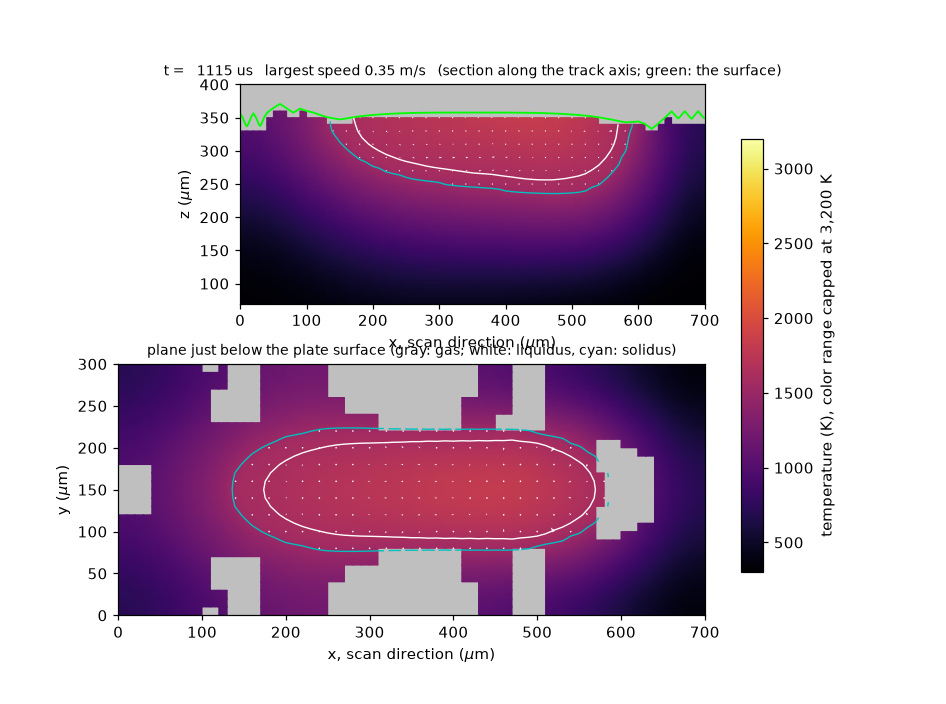 t = 1115 us largest speed 0.35 m/s (section along the track axis; green: the surface)
400
350
300
250
200
150
100
z (μm)
0 100 200 300 400 500 600 700
x, scan direction (μm)
plane just below the plate surface (gray: gas; white: liquidus, cyan: solidus)
300
250
200
150
100
50
0
y (μm)
0 100 200 300 400 500 600 700
x, scan direction (μm)
3000
2500
2000
1500
1000
500
temperature (K), color range capped at 3,200 K